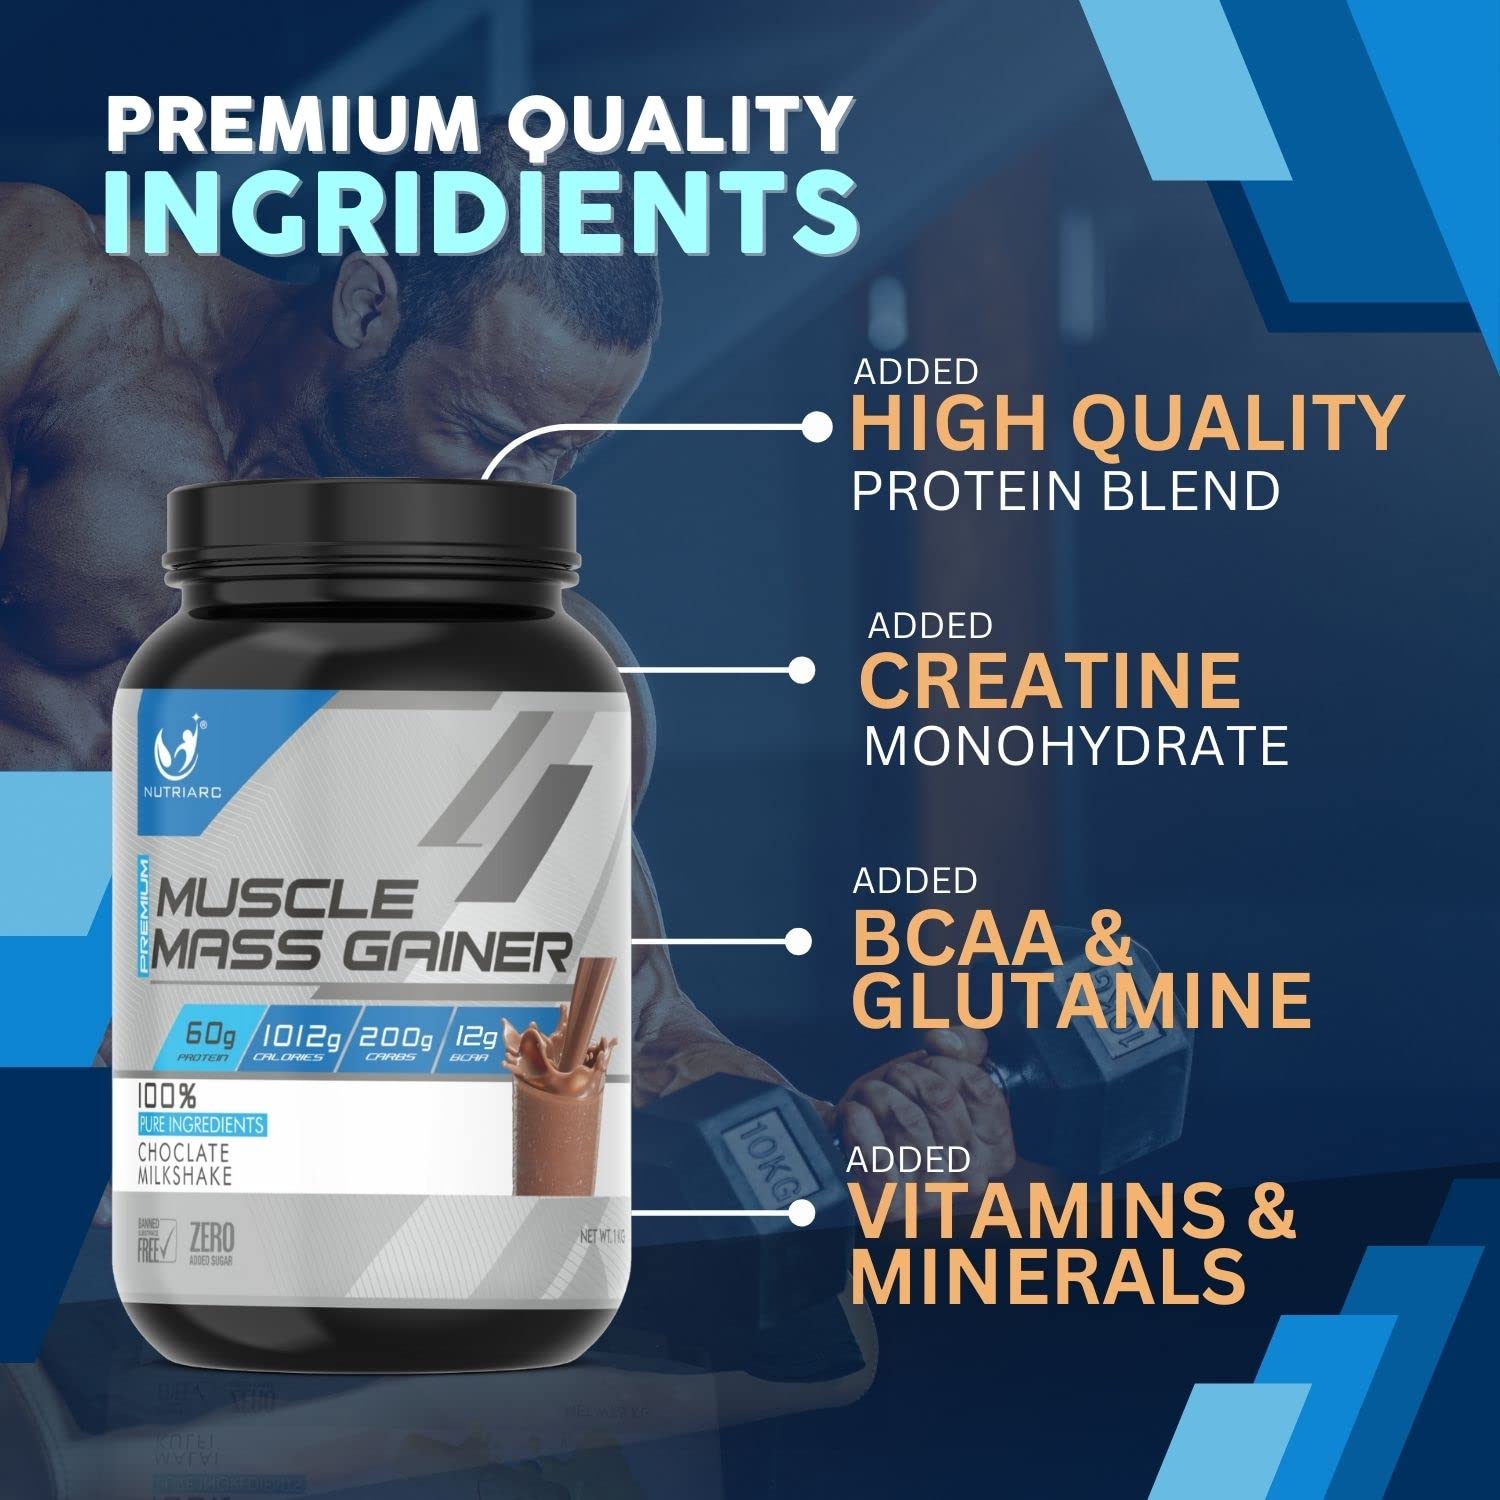 PREMIUM QUALITY
INGRIDIENTS
ADDED
HIGH QUALITY
PROTEIN BLEND
ADDED
CREATINE
MONOHYDRATE
ADDED
BCAA &
GLUTAMINE
ADDED
VITAMINS &
MINERALS
®
NUTRIARC
PREMIUM
MUSCLE
MASS GAINER
60g
PROTEIN
1012g
CALORIES
200g
CARBS
12g
BCAA
100%
PURE INGREDIENTS
CHOCLATE
MILKSHAKE
BANNED
SUBSTANCE
FREE
ZERO
ADDED SUGAR
NET WT. 1 KG
10KG
KULFI
MALAI